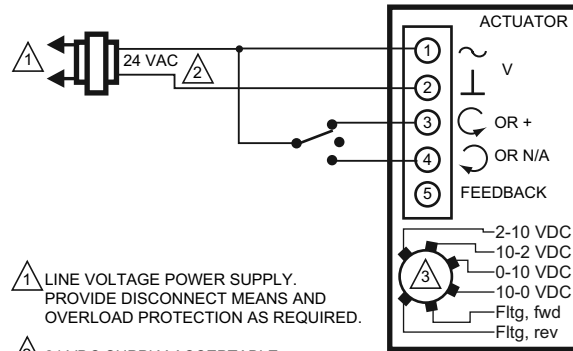 ACTUATOR
1
24 VAC
2
1
V
2
3
OR +
4
OR N/A
5
FEEDBACK
2-10 VDC
10-2 VDC
0-10 VDC
10-0 VDC
Fltg, fwd
Fltg, rev
3
1 LINE VOLTAGE POWER SUPPLY.
PROVIDE DISCONNECT MEANS AND
OVERLOAD PROTECTION AS REQUIRED.